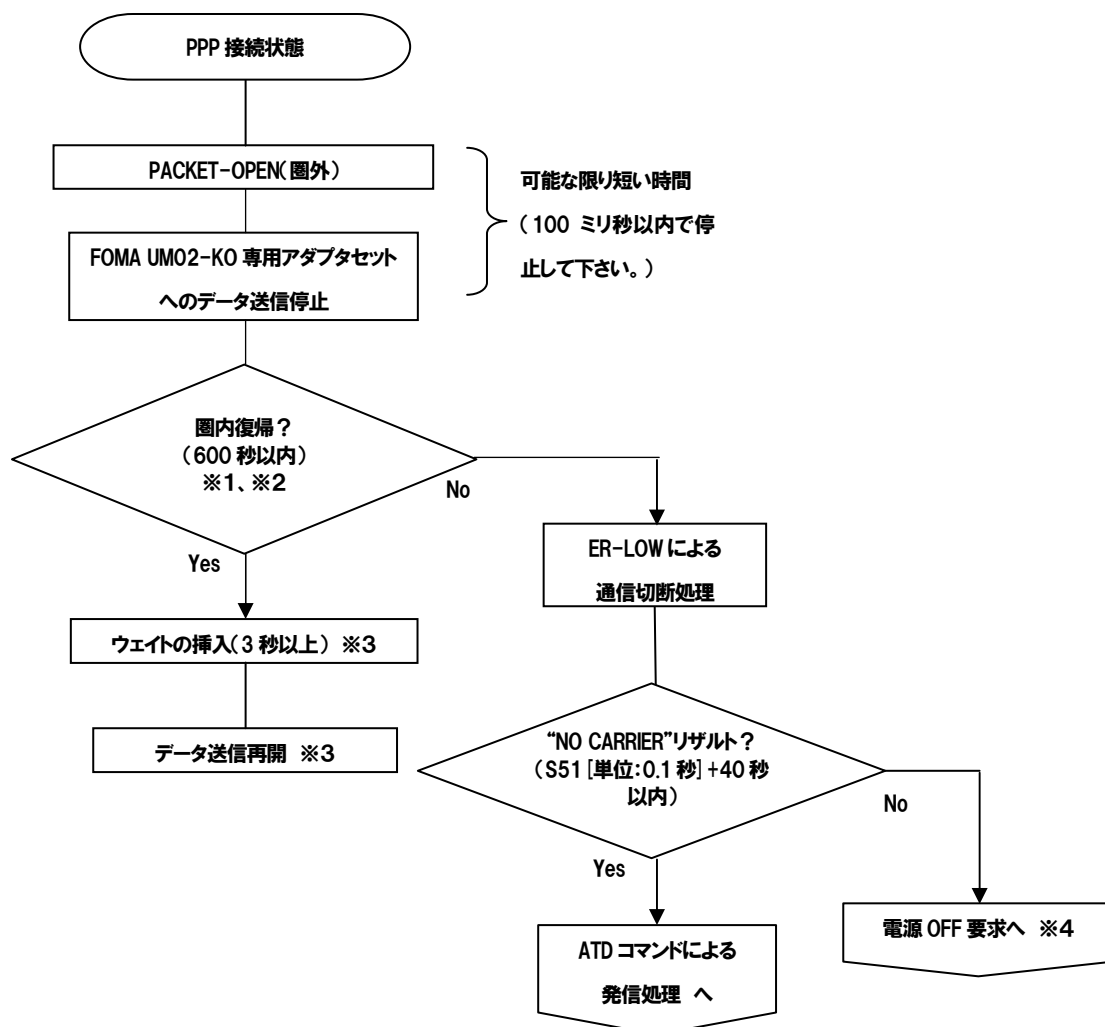 PPP 接続状態
PACKET-OPEN(圏外)
可能な限り短い時間
(100 ミリ秒以内で停
止して下さい。)
FOMA UM02-KO 専用アダプタセット
へのデータ送信停止
圏内復帰?
(600 秒以内)
※1、※2
No
Yes
ER-LOW による
通信切断処理
ウェイトの挿入(3 秒以上) ※3
データ送信再開 ※3
“NO CARRIER”リザルト?
(S51 [単位:0.1 秒] +40 秒
以内)
No
Yes
電源 OFF 要求へ ※4
ATD コマンドによる
発信処理 へ